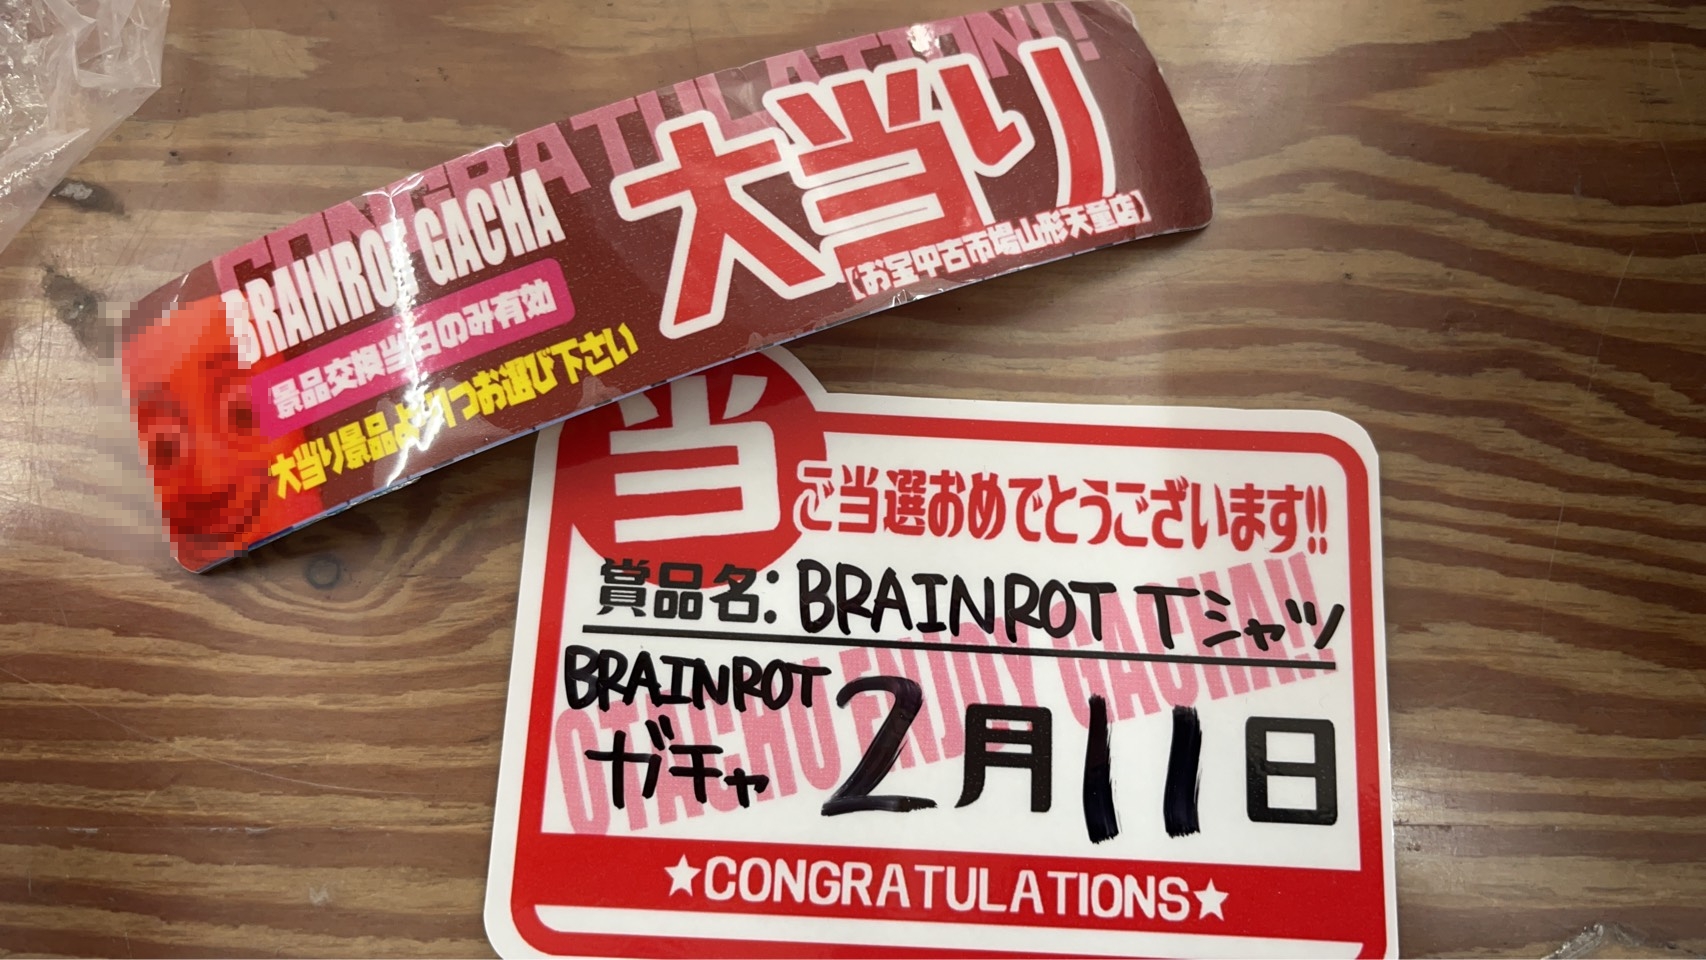 CONGRATULATION!!
BRAINROT GACHA
大当り
【お宝中古市場山形天童店】
景品交換当日のみ有効
大当り景品より1つお選び下さい
当
ご当選おめでとうございます!!
賞品名:BRAINROT Tシャツ
OTACHU ENJOY GACHA!!
BRAINROT
ガチャ 2月11日
★CONGRATULATIONS★